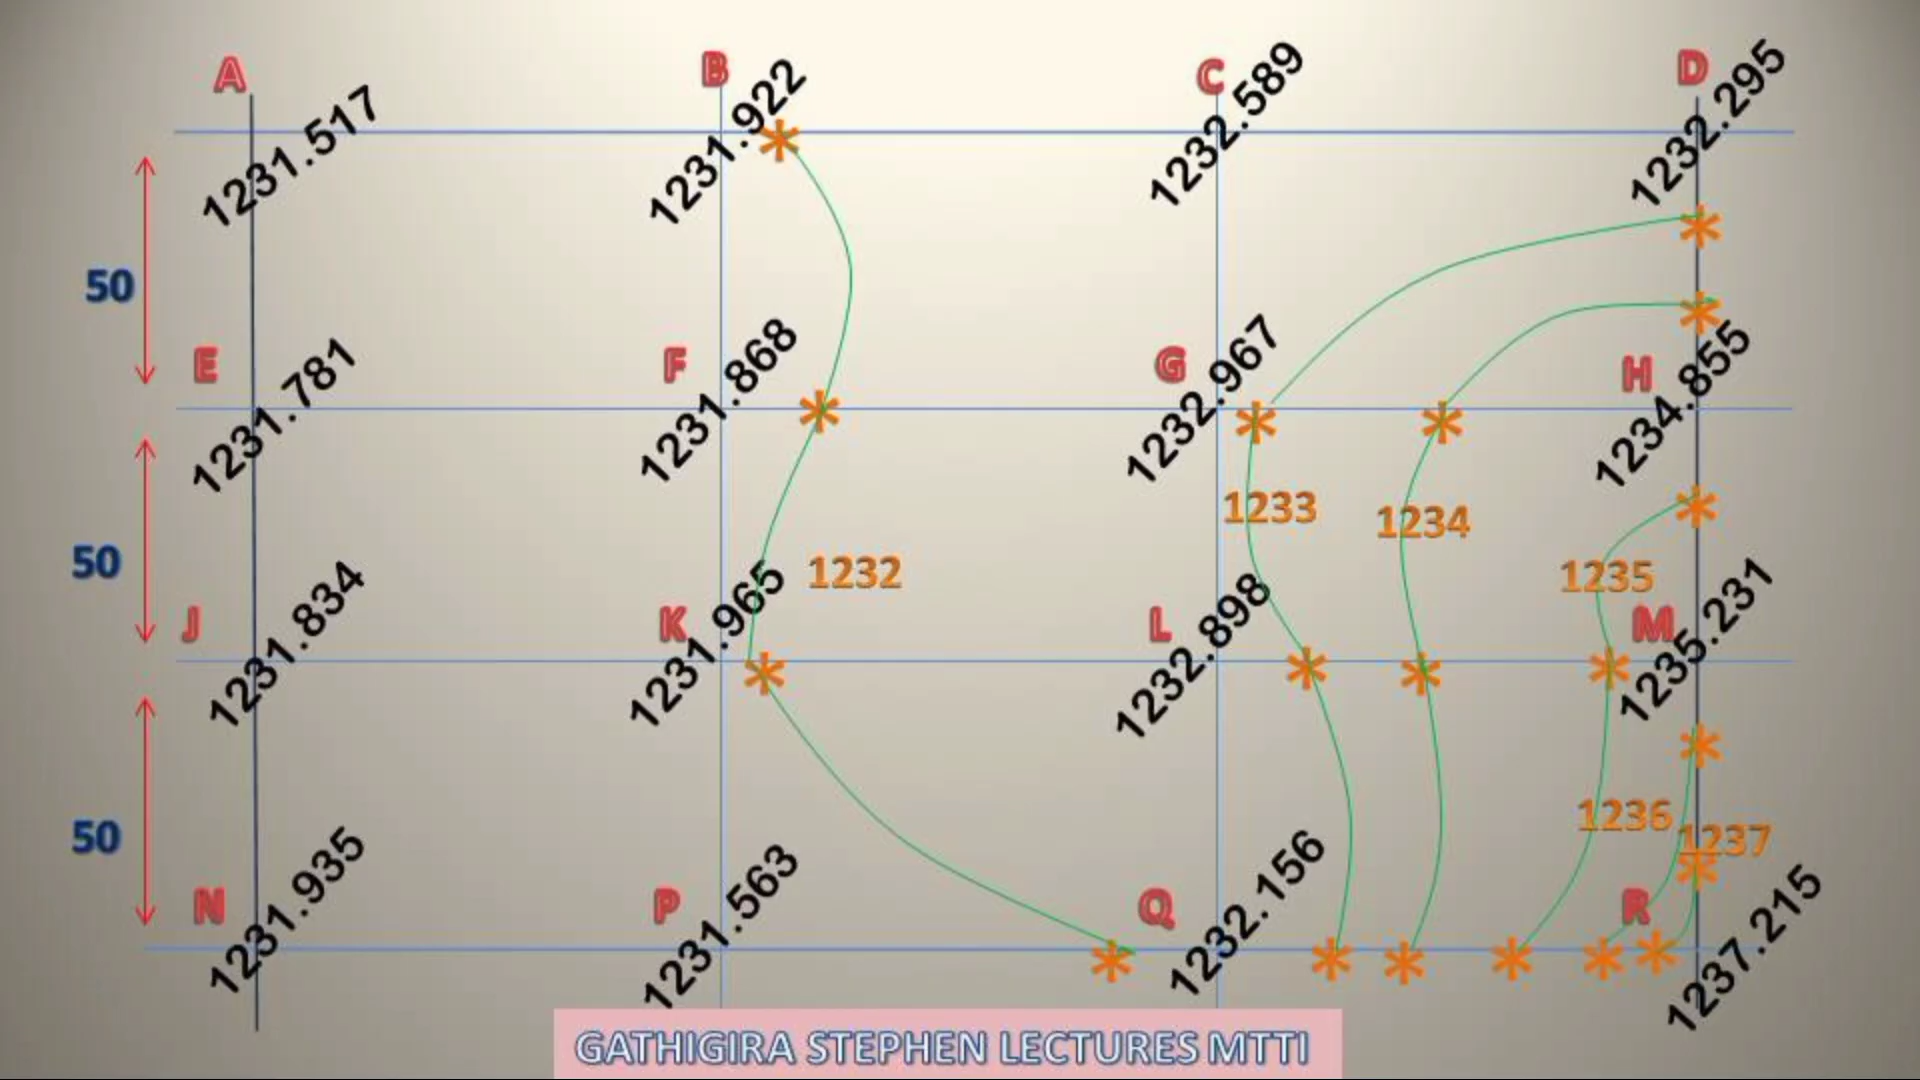 A B C D
1231.517 1231.922 1232.589 1232.295
50
E F G H
1231.781 1231.868 1232.967 1234.855
1233 1234
50 1232 1235
J K L M
1231.834 1231.965 1232.898 1235.231
50 1236 1237
N P Q R
1231.935 1231.563 1232.156 1237.215
GATHIGIRA STEPHEN LECTURES MTTI